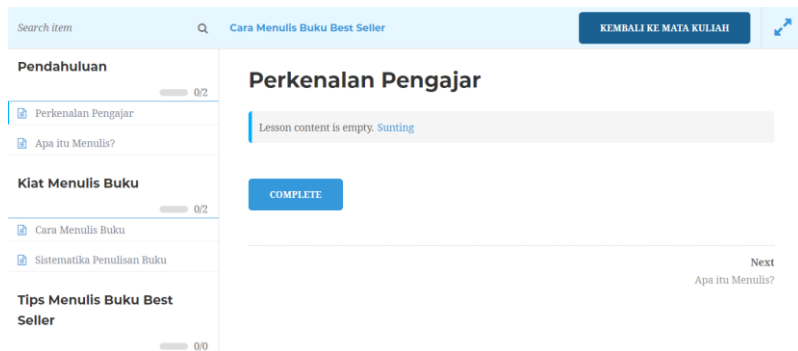 Search item
Cara Menulis Buku Best Seller
KEMBALI KE MATA KULIAH
Pendahuluan
0/2
Perkenalan Pengajar
Apa itu Menulis?
Kiat Menulis Buku
0/2
Cara Menulis Buku
Sistematika Penulisan Buku
Tips Menulis Buku Best
Seller
0/0
Perkenalan Pengajar
Lesson content is empty. Sunting
COMPLETE
Next
Apa itu Menulis?